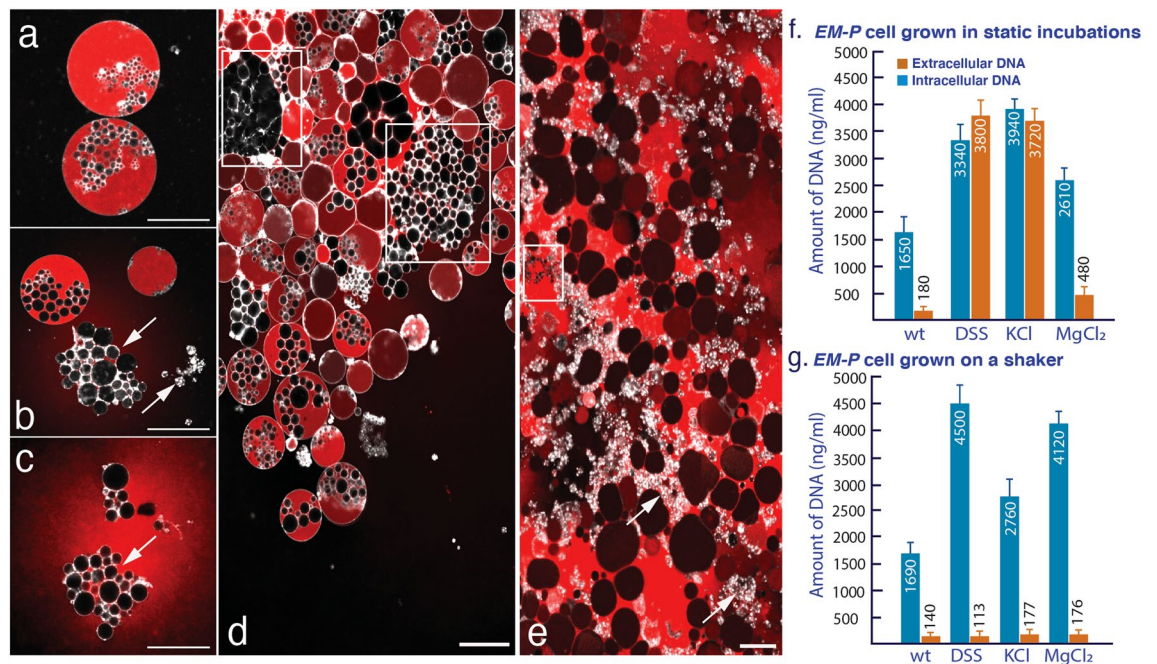 a
b
c
d
e
f. EM-P cell grown in static incubations
Extracellular DNA
Intracellular DNA
Amount of DNA (ng/ml)
5000
4500
4000
3500
3000
2500
2000
1500
1000
500
1650
180
3340
3800
3940
3720
2610
480
wt DSS KCl MgCl₂
g. EM-P cell grown on a shaker
Amount of DNA (ng/ml)
5000
4500
4000
3500
3000
2500
2000
1500
1000
500
1690
140
4500
113
2760
177
4120
176
wt DSS KCl MgCl₂